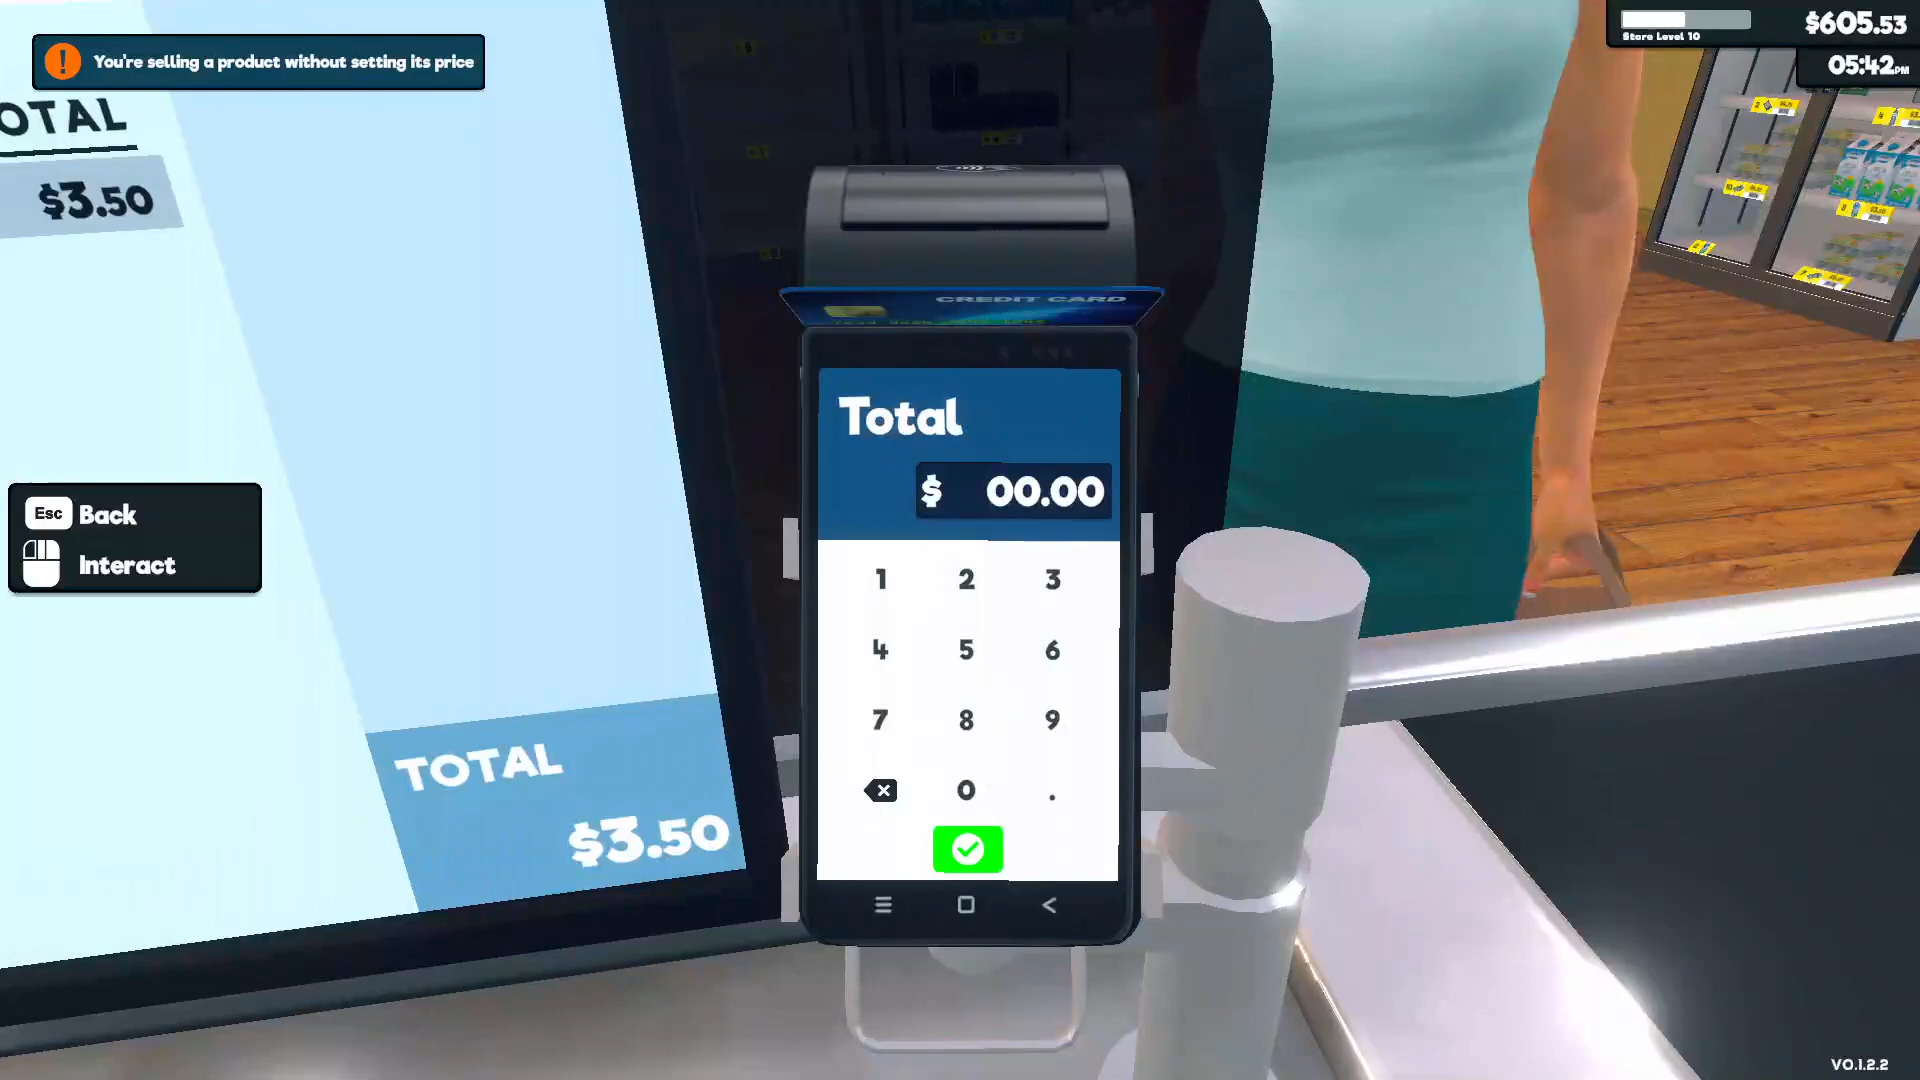 You're selling a product without setting its price
Store Level 10
$605.53
05:42PM
OTAL
$3.50
CREDIT CARD
Total
$ 00.00
Esc Back
Interact
1 2 3
4 5 6
7 8 9
0 .
TOTAL
$3.50
V0.1.2.2